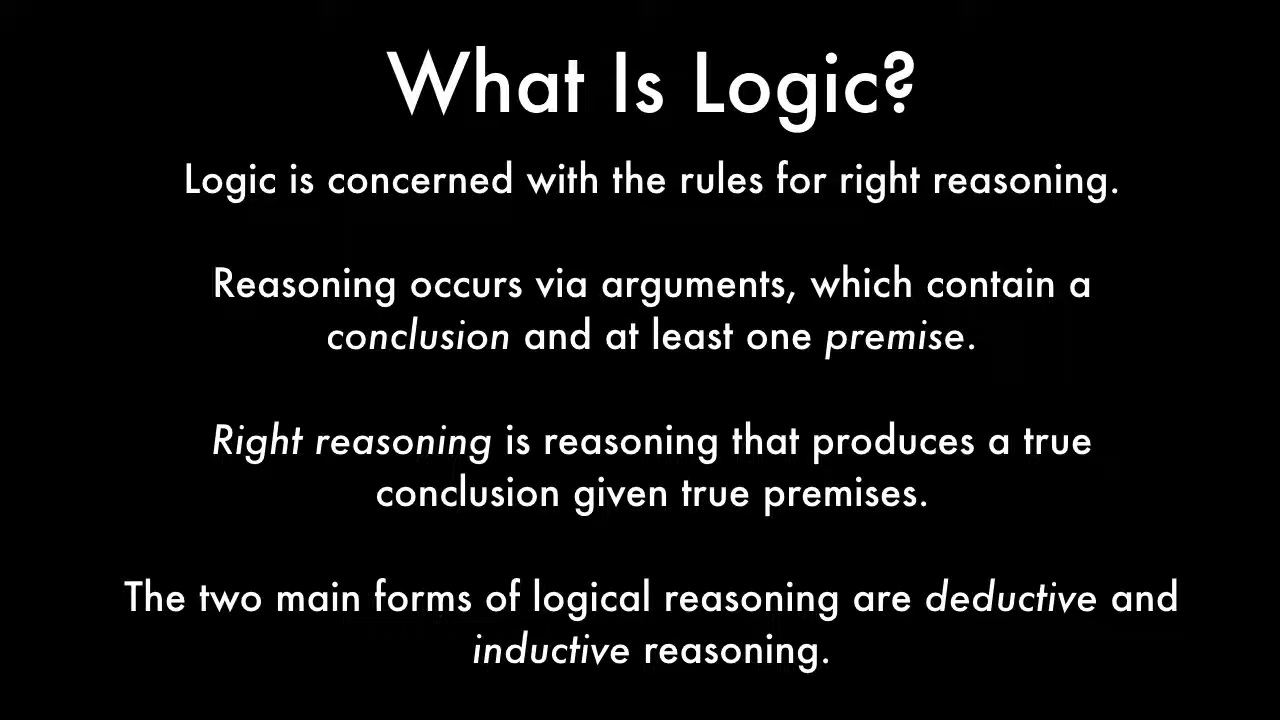 What Is Logic?
Logic is concerned with the rules for right reasoning.
Reasoning occurs via arguments, which contain a
conclusion and at least one premise.
Right reasoning is reasoning that produces a true
conclusion given true premises.
The two main forms of logical reasoning are deductive and
inductive reasoning.